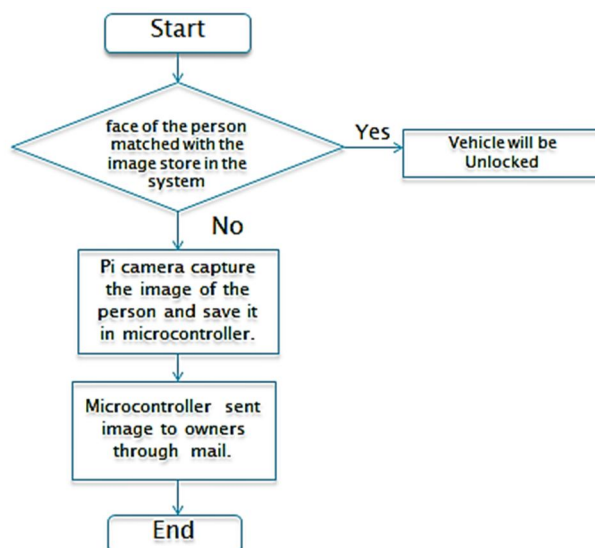 Start
face of the person
matched with the
image store in the
system
Yes
Vehicle will be
Unlocked
No
Pi camera capture
the image of the
person and save it
in microcontroller.
Microcontroller sent
image to owners
through mail.
End